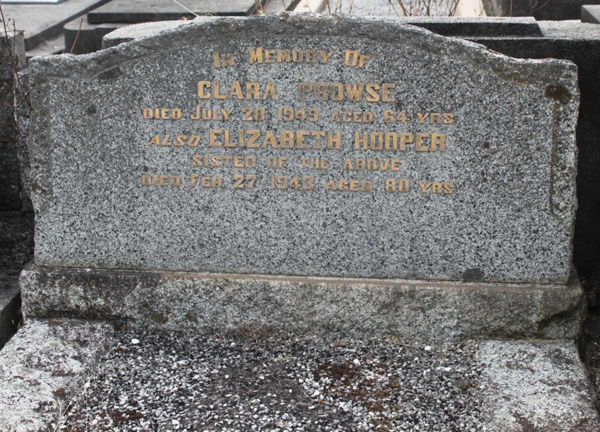 In Memory Of
CLARA PROWSE
DIED JULY 28 1943 AGED 64 YRS
ALSO ELIZABETH HOOPER
SISTER OF THE ABOVE
DIED FEB 27 1943 AGED 80 YRS